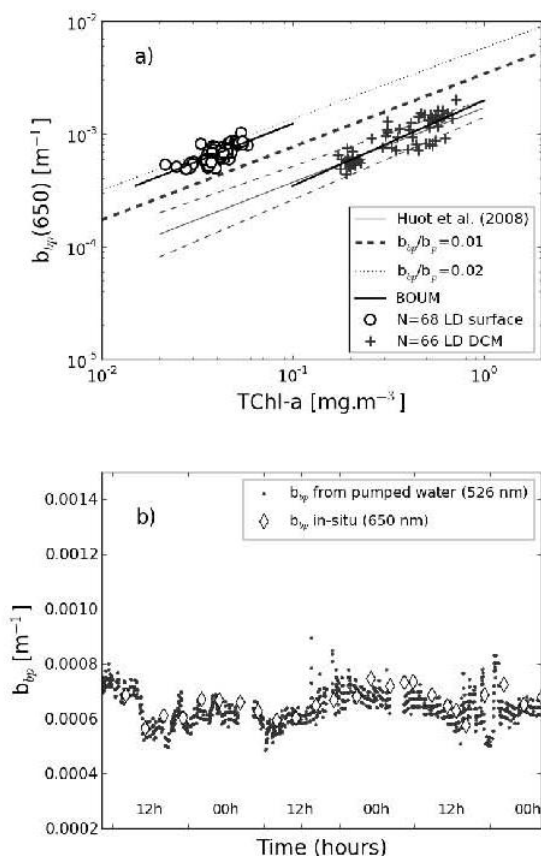 10⁻²
a)
10⁻³
b_bp(650) [m⁻¹]
10⁻⁴
Huot et al. (2008)
b_bp/b_p=0.01
b_bp/b_p=0.02
BOUM
N=68 LD surface
N=66 LD DCM
10⁻⁵
10⁻² 10⁻¹ 10⁰
TChl-a [mg.m⁻³]
b)
b_bp from pumped water (526 nm)
b_bp in-situ (650 nm)
0.0014
0.0012
0.0010
0.0008
0.0006
0.0004
0.0002
b_bp [m⁻¹]
12h 00h 12h 00h 12h 00h
Time (hours)